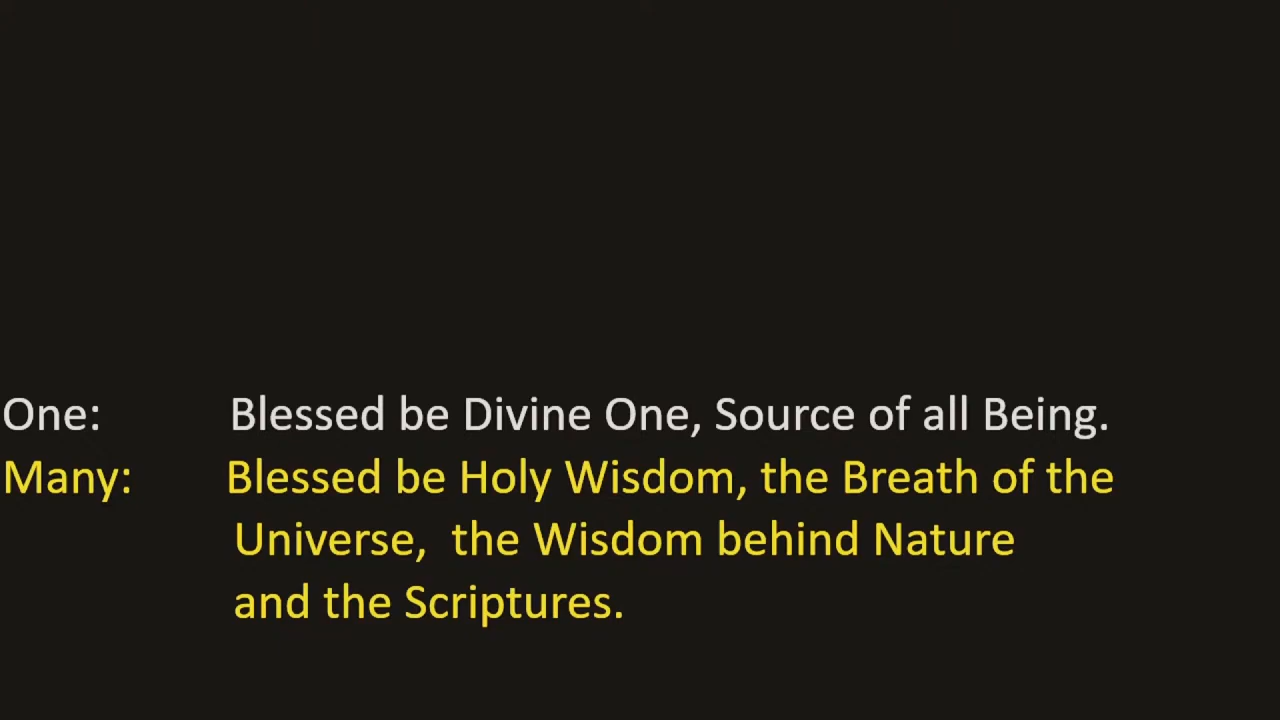 One: Blessed be Divine One, Source of all Being.
Many: Blessed be Holy Wisdom, the Breath of the
Universe, the Wisdom behind Nature
and the Scriptures.